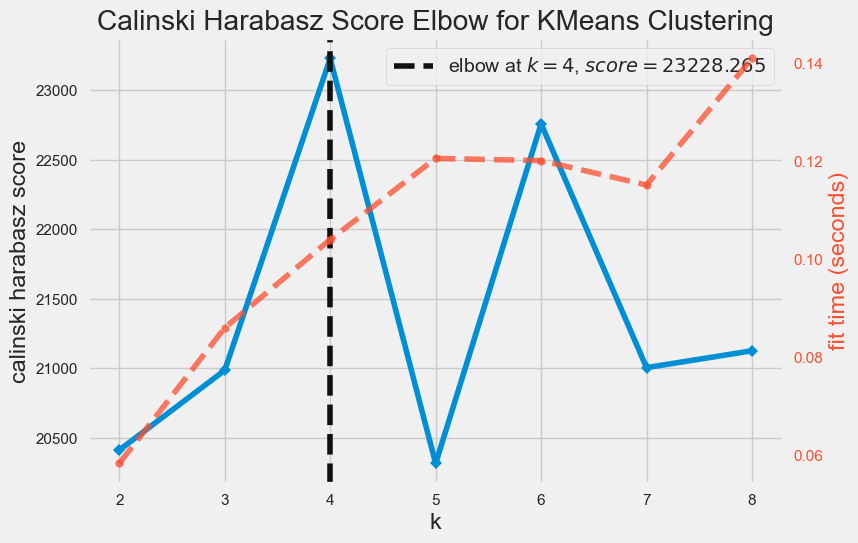 Calinski Harabasz Score Elbow for KMeans Clustering
elbow at k = 4, score = 23228.265
calinski harabasz score
23000
22500
22000
21500
21000
20500
0.14
0.12
0.10
0.08
0.06
fit time (seconds)
2 3 4 5 6 7 8
k